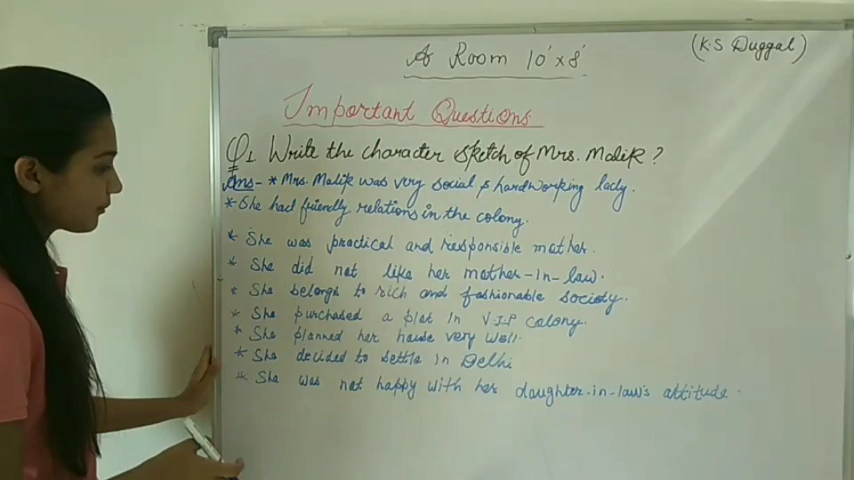 A Room 10'x8'
(K.S Duggal)
Important Questions
Q1. Write the character sketch of Mrs. Malik ?
Ans- * Mrs. Malik was very social & hardworking lady.
* She had friendly relations in the colony.
* She was practical and responsible mother.
* She did not like her mother-in-law.
* She belongs to rich and fashionable society.
* She purchased a plot in V.I.P colony.
* She planned her house very well.
* She decided to settle in Delhi
* She was not happy with her daughter-in-law's attitude.